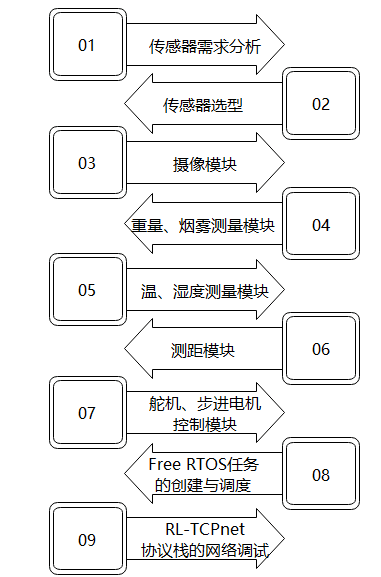 01
传感器需求分析
传感器选型
02
03
摄像模块
重量、烟雾测量模块
04
05
温、湿度测量模块
测距模块
06
07
舵机、步进电机
控制模块
Free RTOS任务
的创建与调度
08
09
RL-TCPnet
协议栈的网络调试